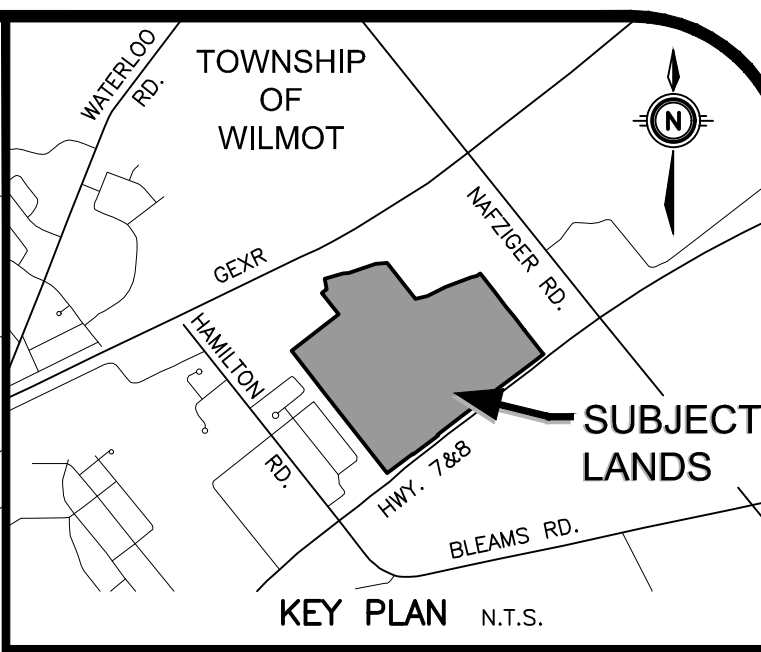 WATERLOO
RD.
TOWNSHIP
OF
WILMOT
N
NAFZIGER RD.
GEXR
HAMILTON
RD.
SUBJECT
LANDS
HWY. 7&8
BLEAMS RD.
KEY PLAN N.T.S.